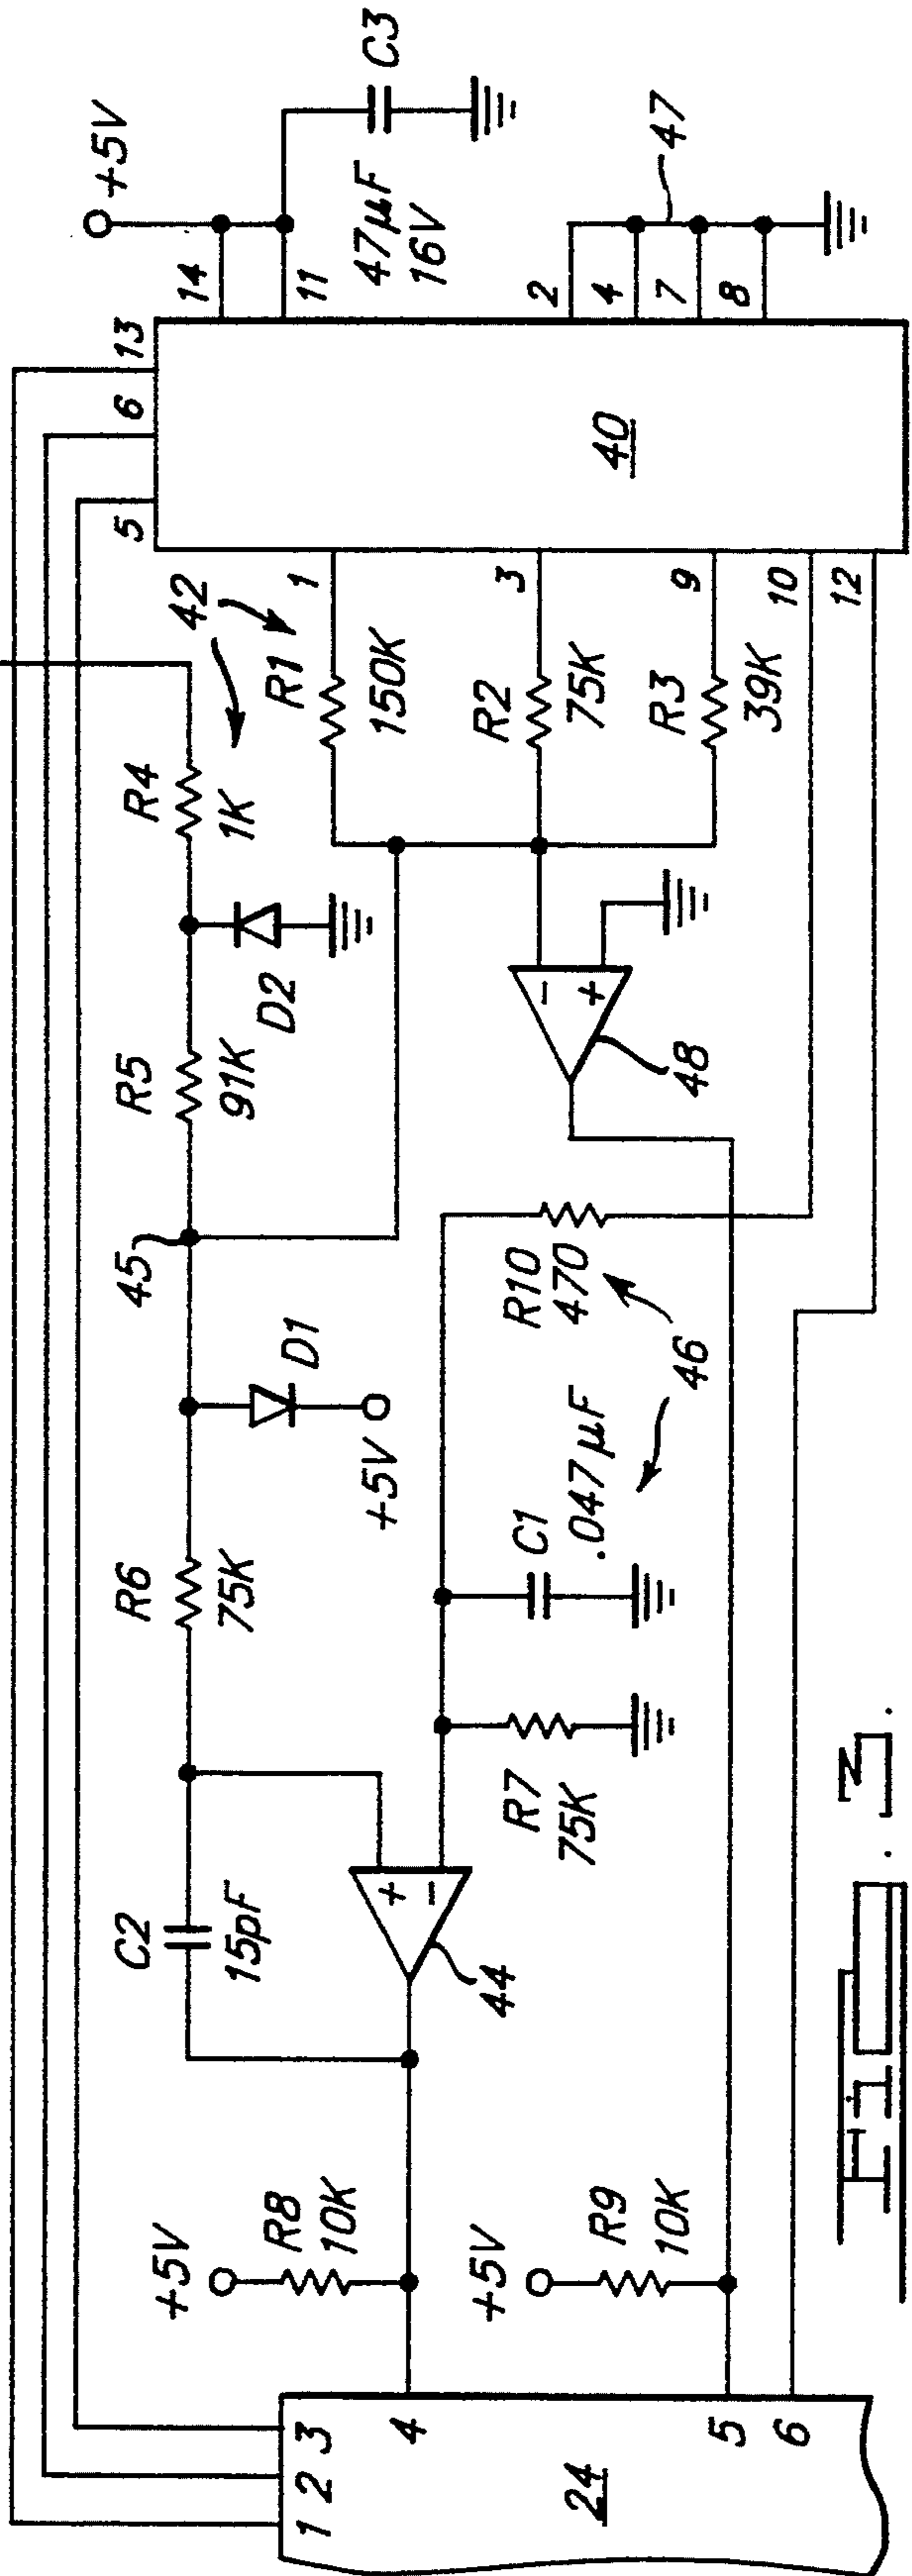 +5V
14
11
47µF
16V
C3
2
4
7
8
47
5
6
13
40
1
3
9
10
12
42
R1
150K
R2
75K
R3
39K
R4
1K
D2
R5
91K
45
48
D1
+5V
R10
470
46
R6
75K
C1
.047µF
R7
75K
C2
15pF
44
+5V
R8
10K
+5V
R9
10K
1 2 3
4
5
6
24
Fig. 3.